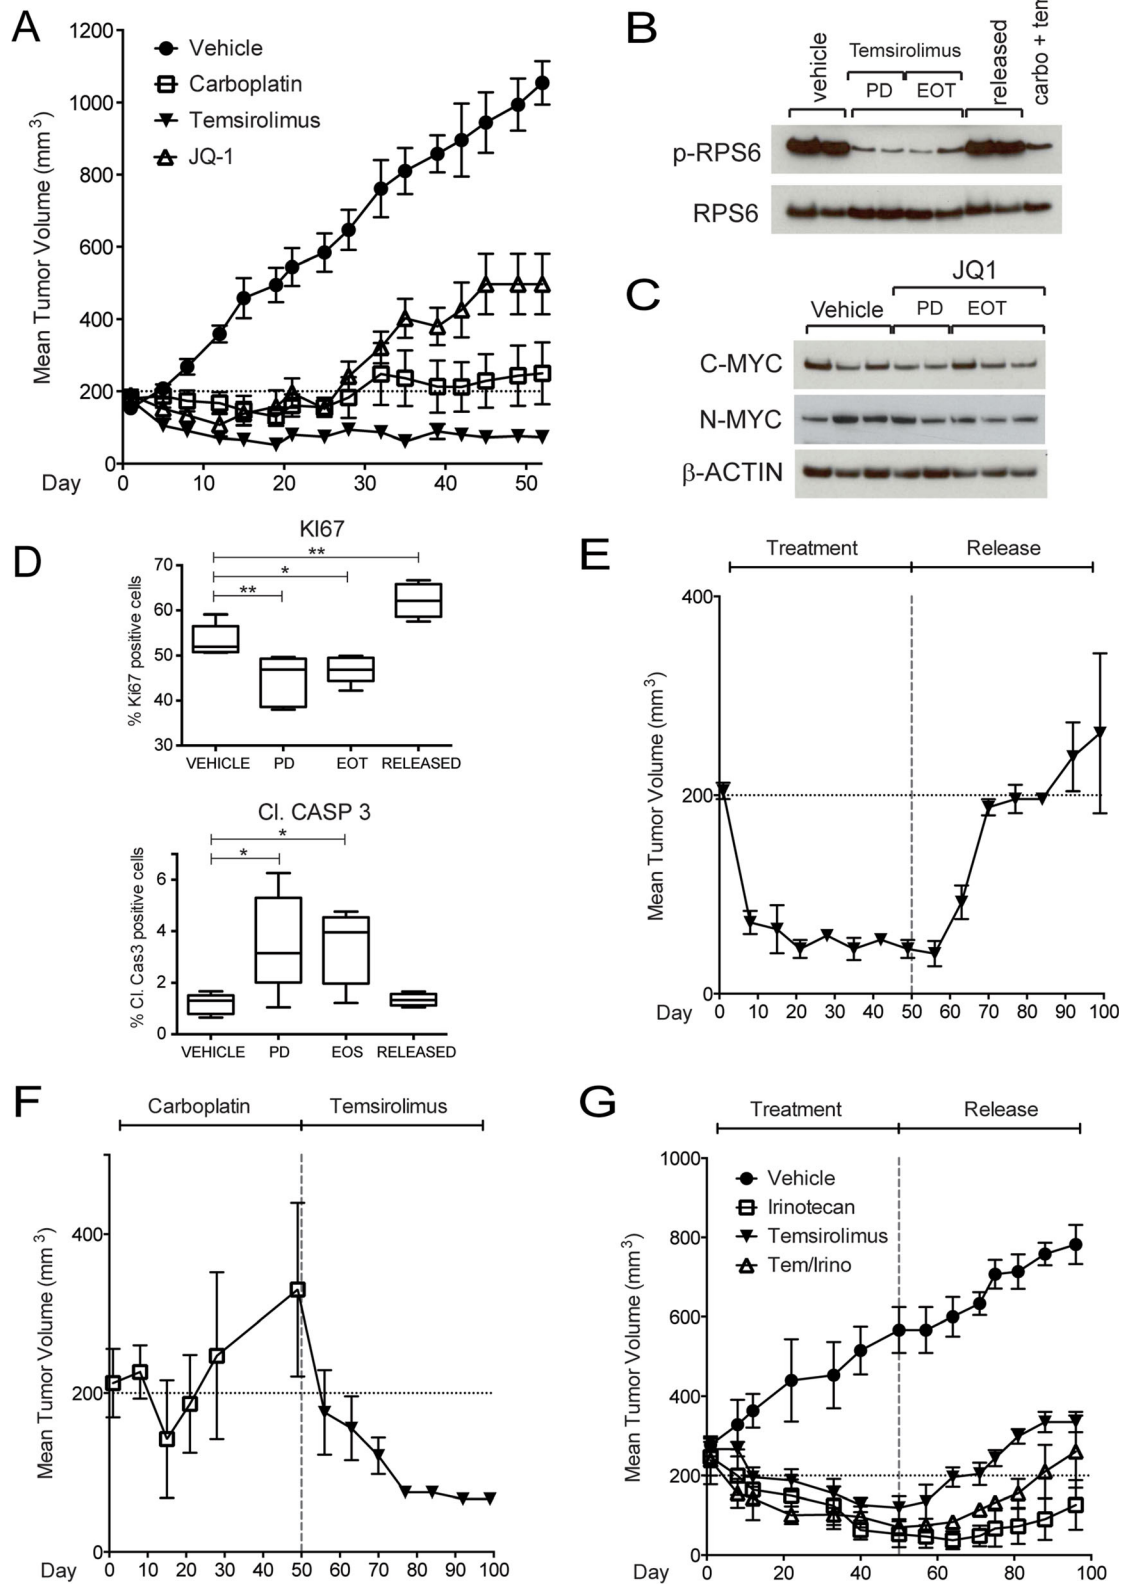 A
1200
1000
800
600
400
200
0
Mean Tumor Volume (mm3)
Vehicle
Carboplatin
Temsirolimus
JQ-1
Day
0 10 20 30 40 50
B
vehicle
Temsirolimus
PD EOT
released
carbo + tem
p-RPS6
RPS6
C
JQ1
Vehicle PD EOT
C-MYC
N-MYC
β-ACTIN
D
KI67
**
*
**
70
60
50
40
30
% Ki67 positive cells
VEHICLE PD EOT RELEASED
Cl. CASP 3
*
*
6
4
2
0
% Cl. Cas3 positive cells
VEHICLE PD EOS RELEASED
E
Treatment Release
400
200
0
Mean Tumor Volume (mm3)
Day
0 10 20 30 40 50 60 70 80 90 100
F
Carboplatin Temsirolimus
400
200
0
Mean Tumor Volume (mm3)
Day
0 10 20 30 40 50 60 70 80 90 100
G
Treatment Release
1000
800
600
400
200
0
Mean Tumor Volume (mm3)
Vehicle
Irinotecan
Temsirolimus
Tem/Irino
Day
0 20 40 60 80 100